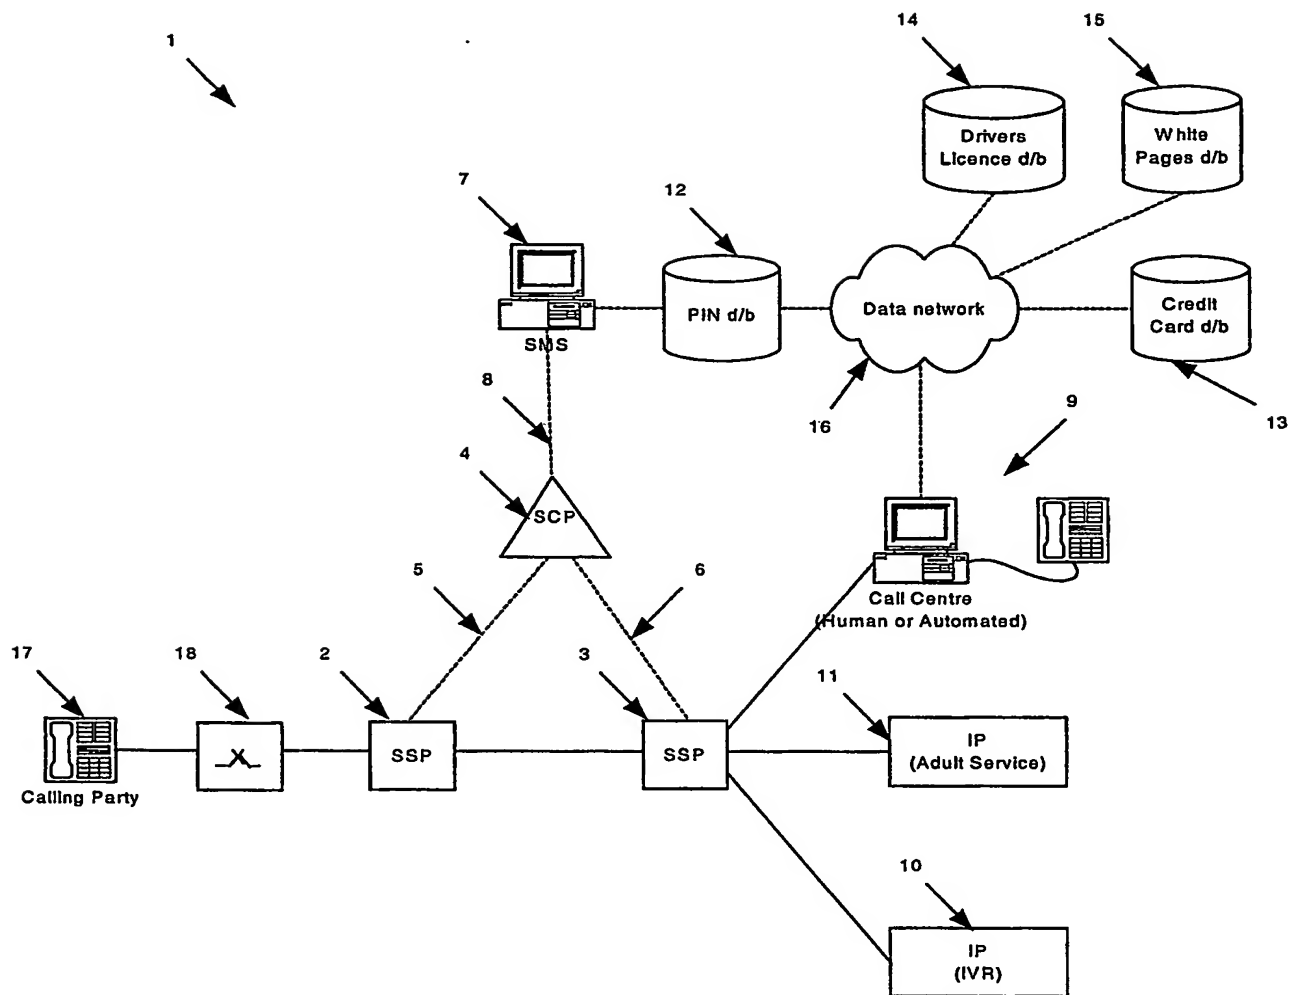 1
14
15
Drivers
Licence d/b
White
Pages d/b
7
12
SMS
PIN d/b
Data network
Credit
Card d/b
8
16
9
13
4
SCP
5
6
Call Centre
(Human or Automated)
17
18
2
3
11
X
SSP
SSP
IP
(Adult Service)
Calling Party
10
IP
(IVR)